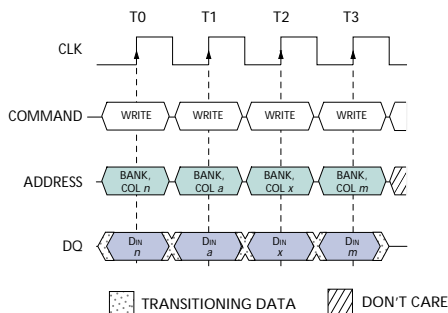 T0 T1 T2 T3
CLK
COMMAND WRITE WRITE WRITE WRITE
ADDRESS BANK, COL n BANK, COL a BANK, COL x BANK, COL m
DQ DIN n DIN a DIN x DIN m
TRANSITIONING DATA DON'T CARE